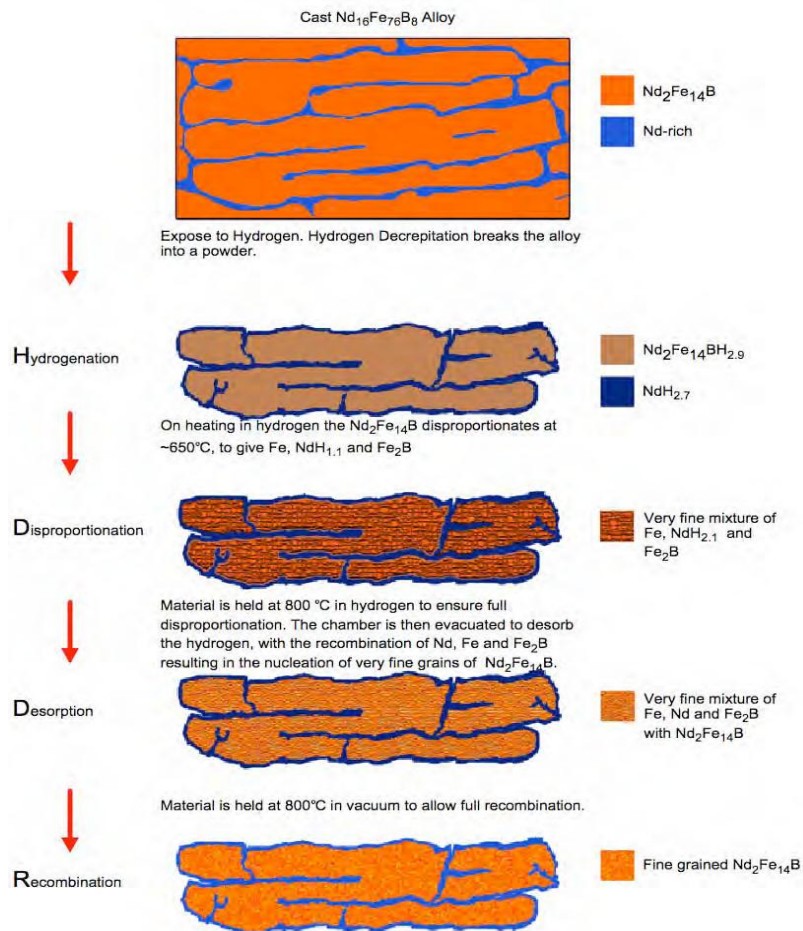 Cast Nd₁₆Fe₇₆B₈ Alloy
Nd₂Fe₁₄B
Nd-rich
Expose to Hydrogen. Hydrogen Decrepitation breaks the alloy
into a powder.
Hydrogenation
Nd₂Fe₁₄BH₂.₉
NdH₂.₇
On heating in hydrogen the Nd₂Fe₁₄B disproportionates at
~650°C, to give Fe, NdH₁.₁ and Fe₂B
Disproportionation
Very fine mixture of
Fe, NdH₂.₁ and
Fe₂B
Material is held at 800 °C in hydrogen to ensure full
disproportionation. The chamber is then evacuated to desorb
the hydrogen, with the recombination of Nd, Fe and Fe₂B
resulting in the nucleation of very fine grains of Nd₂Fe₁₄B.
Desorption
Very fine mixture of
Fe, Nd and Fe₂B
with Nd₂Fe₁₄B
Material is held at 800°C in vacuum to allow full recombination.
Recombination
Fine grained Nd₂Fe₁₄B